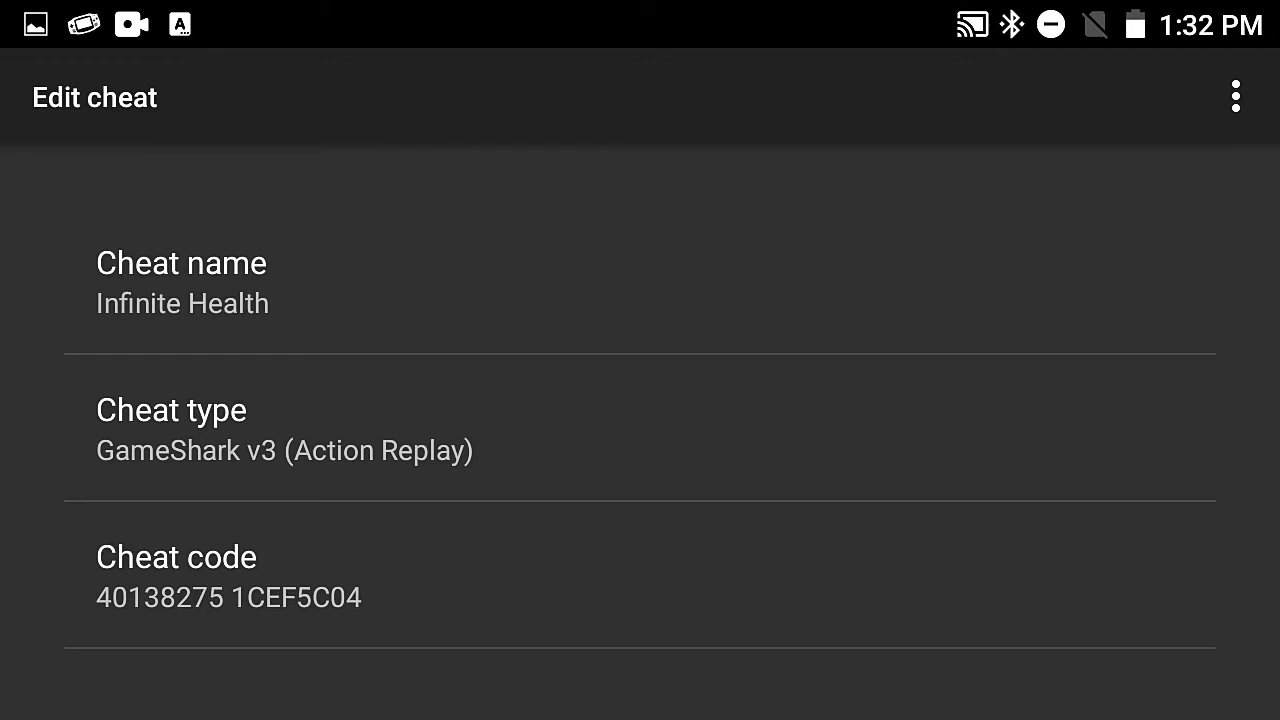 A
1:32 PM
Edit cheat
Cheat name
Infinite Health
Cheat type
GameShark v3 (Action Replay)
Cheat code
40138275 1CEF5C04